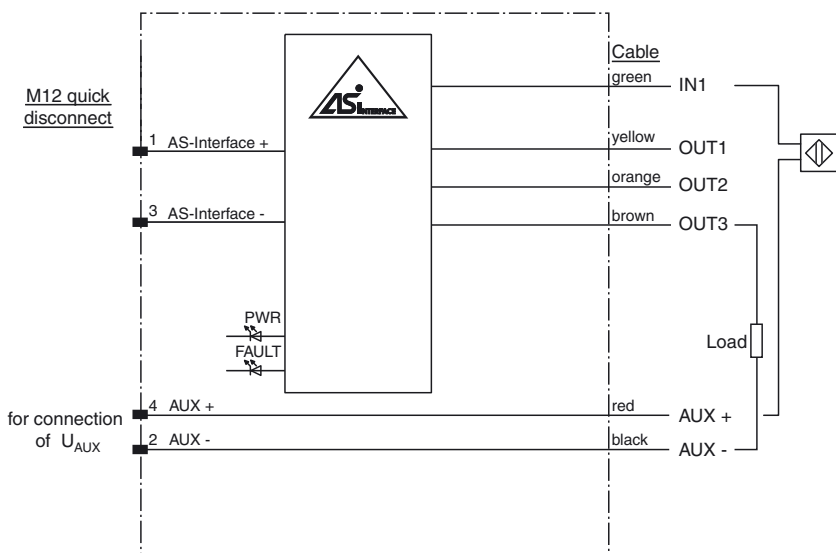 Cable
green
IN1
M12 quick
disconnect
ASi
INTERFACE
1 AS-Interface +
yellow
OUT1
orange
OUT2
3 AS-Interface -
brown
OUT3
PWR
FAULT
Load
4 AUX +
red
AUX +
for connection
of UAUX
2 AUX -
black
AUX -